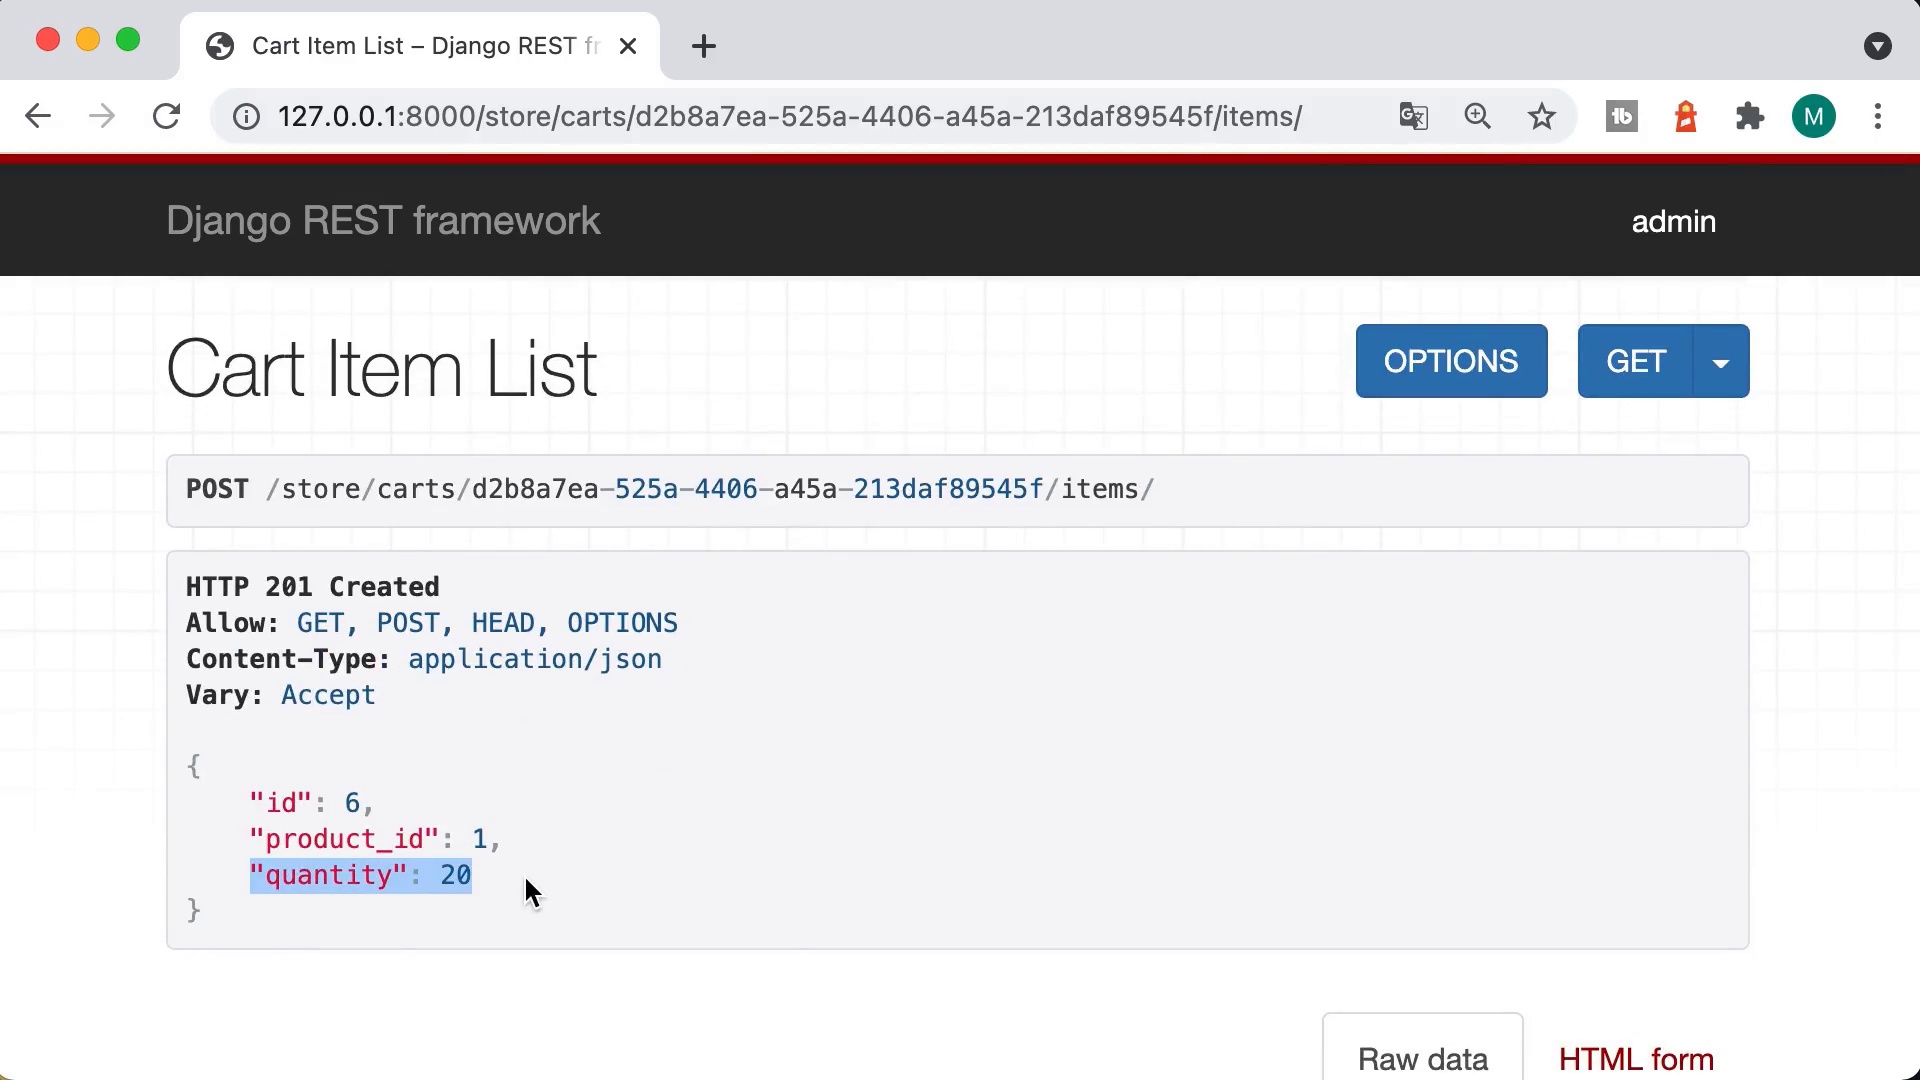 Cart Item List – Django REST fr
127.0.0.1:8000/store/carts/d2b8a7ea-525a-4406-a45a-213daf89545f/items/
tb
M
Django REST framework
admin
Cart Item List
OPTIONS
GET
POST /store/carts/d2b8a7ea-525a-4406-a45a-213daf89545f/items/
HTTP 201 Created
Allow: GET, POST, HEAD, OPTIONS
Content-Type: application/json
Vary: Accept
{
"id": 6,
"product_id": 1,
"quantity": 20
}
Raw data
HTML form